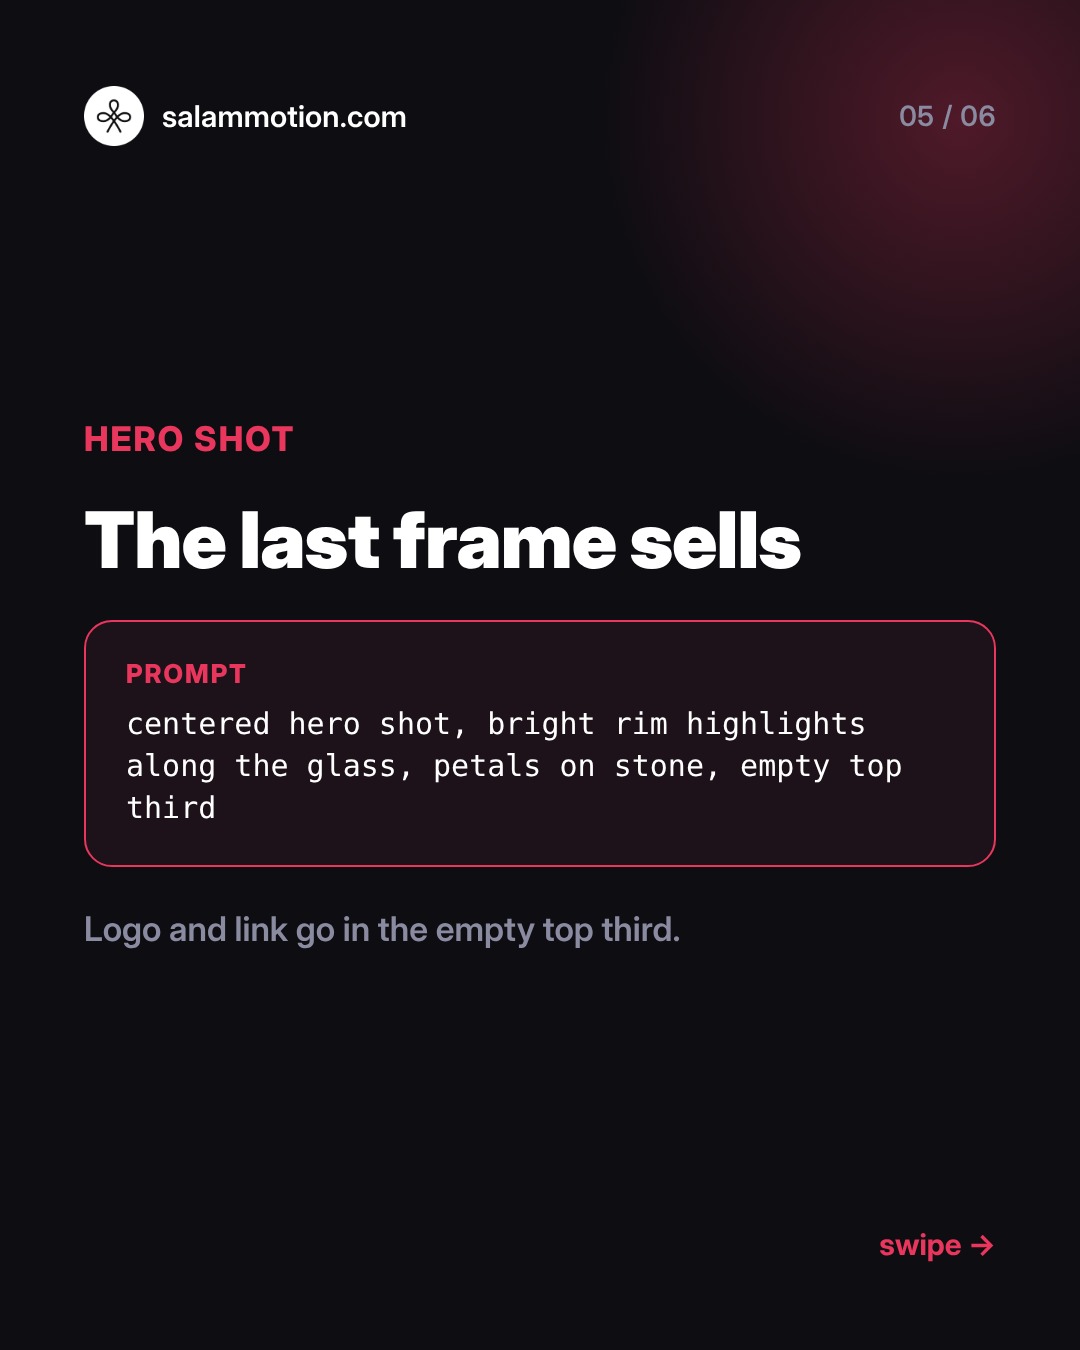 salammotion.com
05 / 06
HERO SHOT
The last frame sells
PROMPT
centered hero shot, bright rim highlights
along the glass, petals on stone, empty top
third
Logo and link go in the empty top third.
swipe →